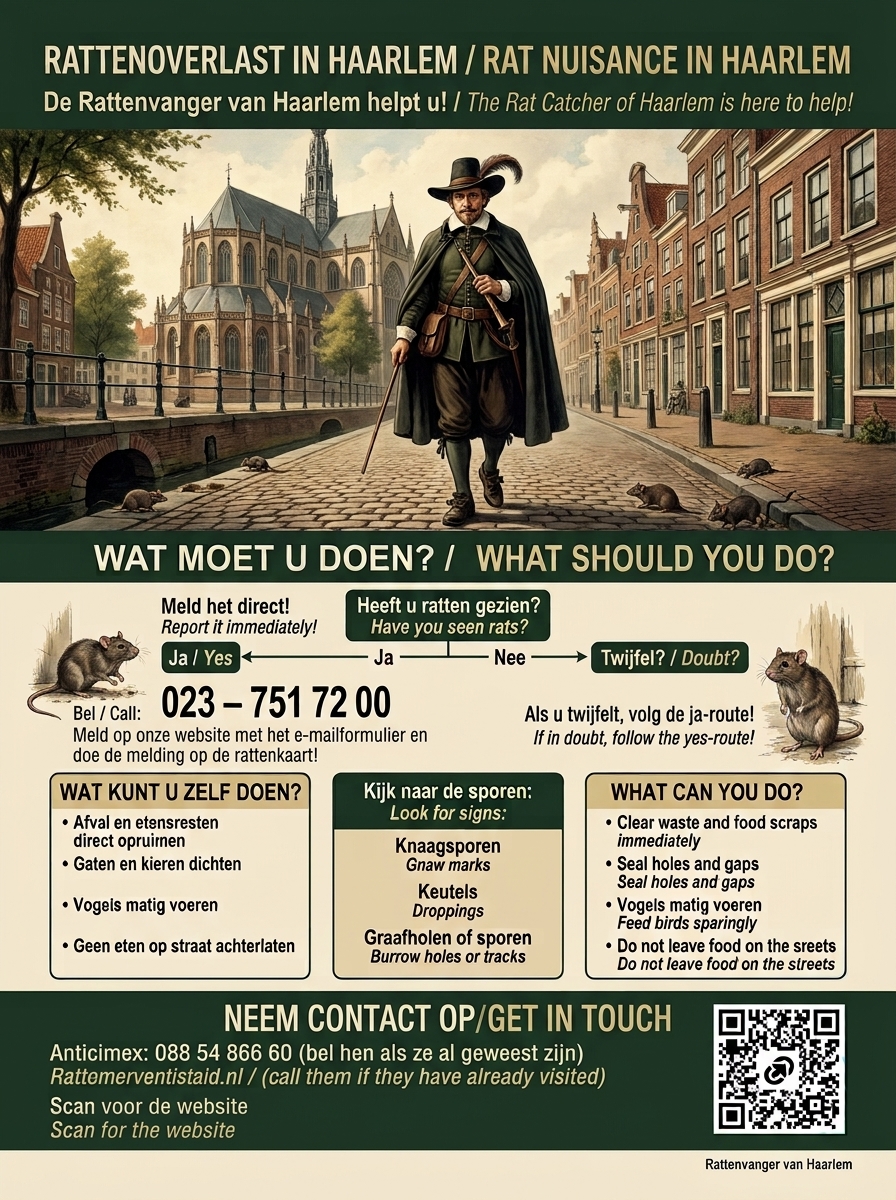 RATTENOVERLAST IN HAARLEM / RAT NUISANCE IN HAARLEM
De Rattenvanger van Haarlem helpt u! / The Rat Catcher of Haarlem is here to help!
WAT MOET U DOEN? / WHAT SHOULD YOU DO?
Meld het direct!
Report it immediately!
Heeft u ratten gezien?
Have you seen rats?
Ja / Yes
Ja
Nee
Twijfel? / Doubt?
Bel / Call: 023 – 751 72 00
Meld op onze website met het e-mailformulier en
doe de melding op de rattenkaart!
Als u twijfelt, volg de ja-route!
If in doubt, follow the yes-route!
WAT KUNT U ZELF DOEN?
• Afval en etensresten
direct opruimen
• Gaten en kieren dichten
• Vogels matig voeren
• Geen eten op straat achterlaten
Kijk naar de sporen:
Look for signs:
Knaagsporen
Gnaw marks
Keutels
Droppings
Graafholen of sporen
Burrow holes or tracks
WHAT CAN YOU DO?
• Clear waste and food scraps
immediately
• Seal holes and gaps
Seal holes and gaps
• Vogels matig voeren
Feed birds sparingly
• Do not leave food on the sreets
Do not leave food on the streets
NEEM CONTACT OP/GET IN TOUCH
Anticimex: 088 54 866 60 (bel hen als ze al geweest zijn)
Rattomerventistaid.nl / (call them if they have already visited)
Scan voor de website
Scan for the website
Rattenvanger van Haarlem